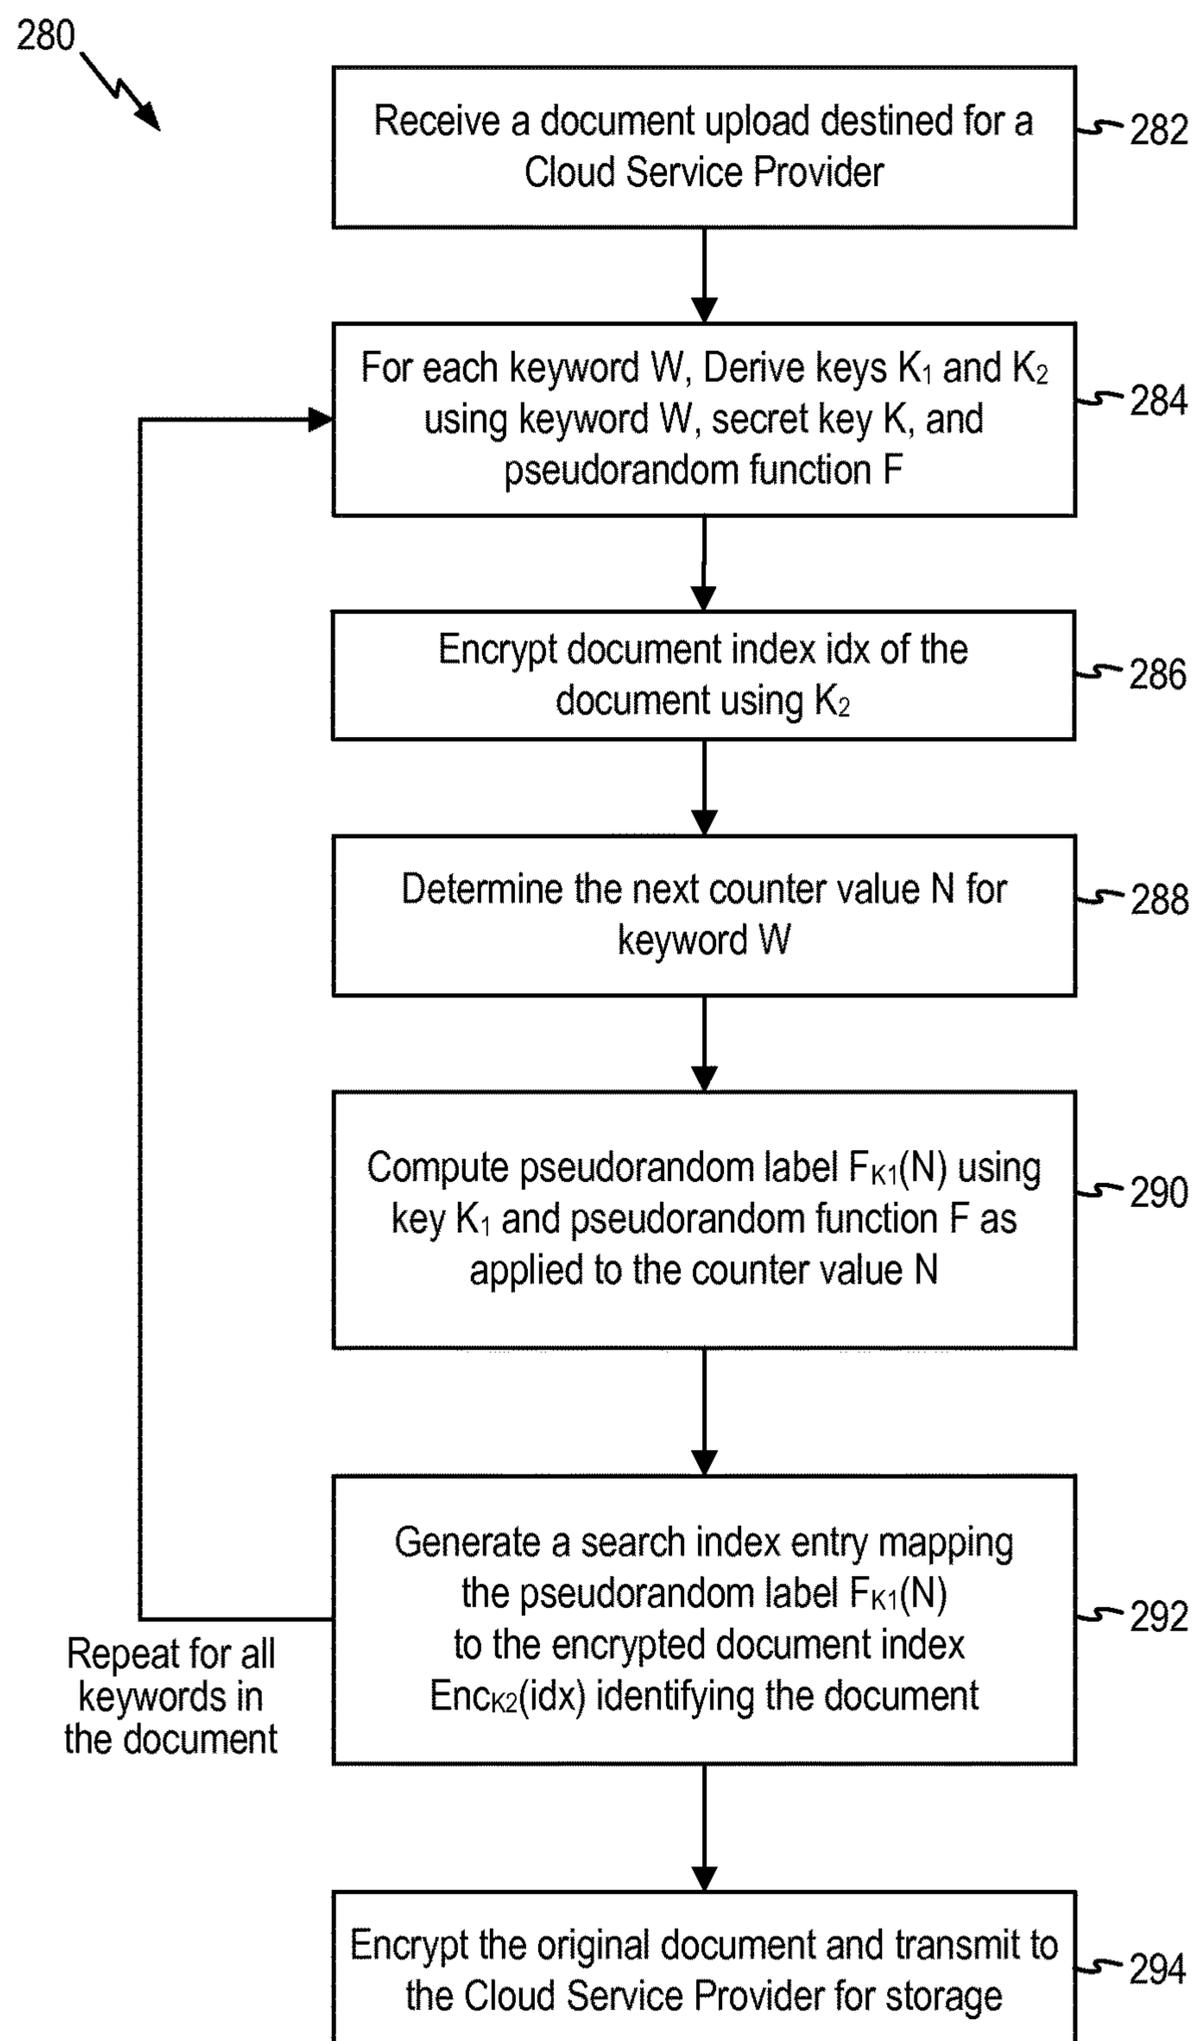 280
Receive a document upload destined for a
Cloud Service Provider
282
For each keyword W, Derive keys K₁ and K₂
using keyword W, secret key K, and
pseudorandom function F
284
Encrypt document index idx of the
document using K₂
286
Determine the next counter value N for
keyword W
288
Compute pseudorandom label FK1(N) using
key K₁ and pseudorandom function F as
applied to the counter value N
290
Generate a search index entry mapping
the pseudorandom label FK1(N)
to the encrypted document index
EncK2(idx) identifying the document
292
Repeat for all
keywords in
the document
Encrypt the original document and transmit to
the Cloud Service Provider for storage
294